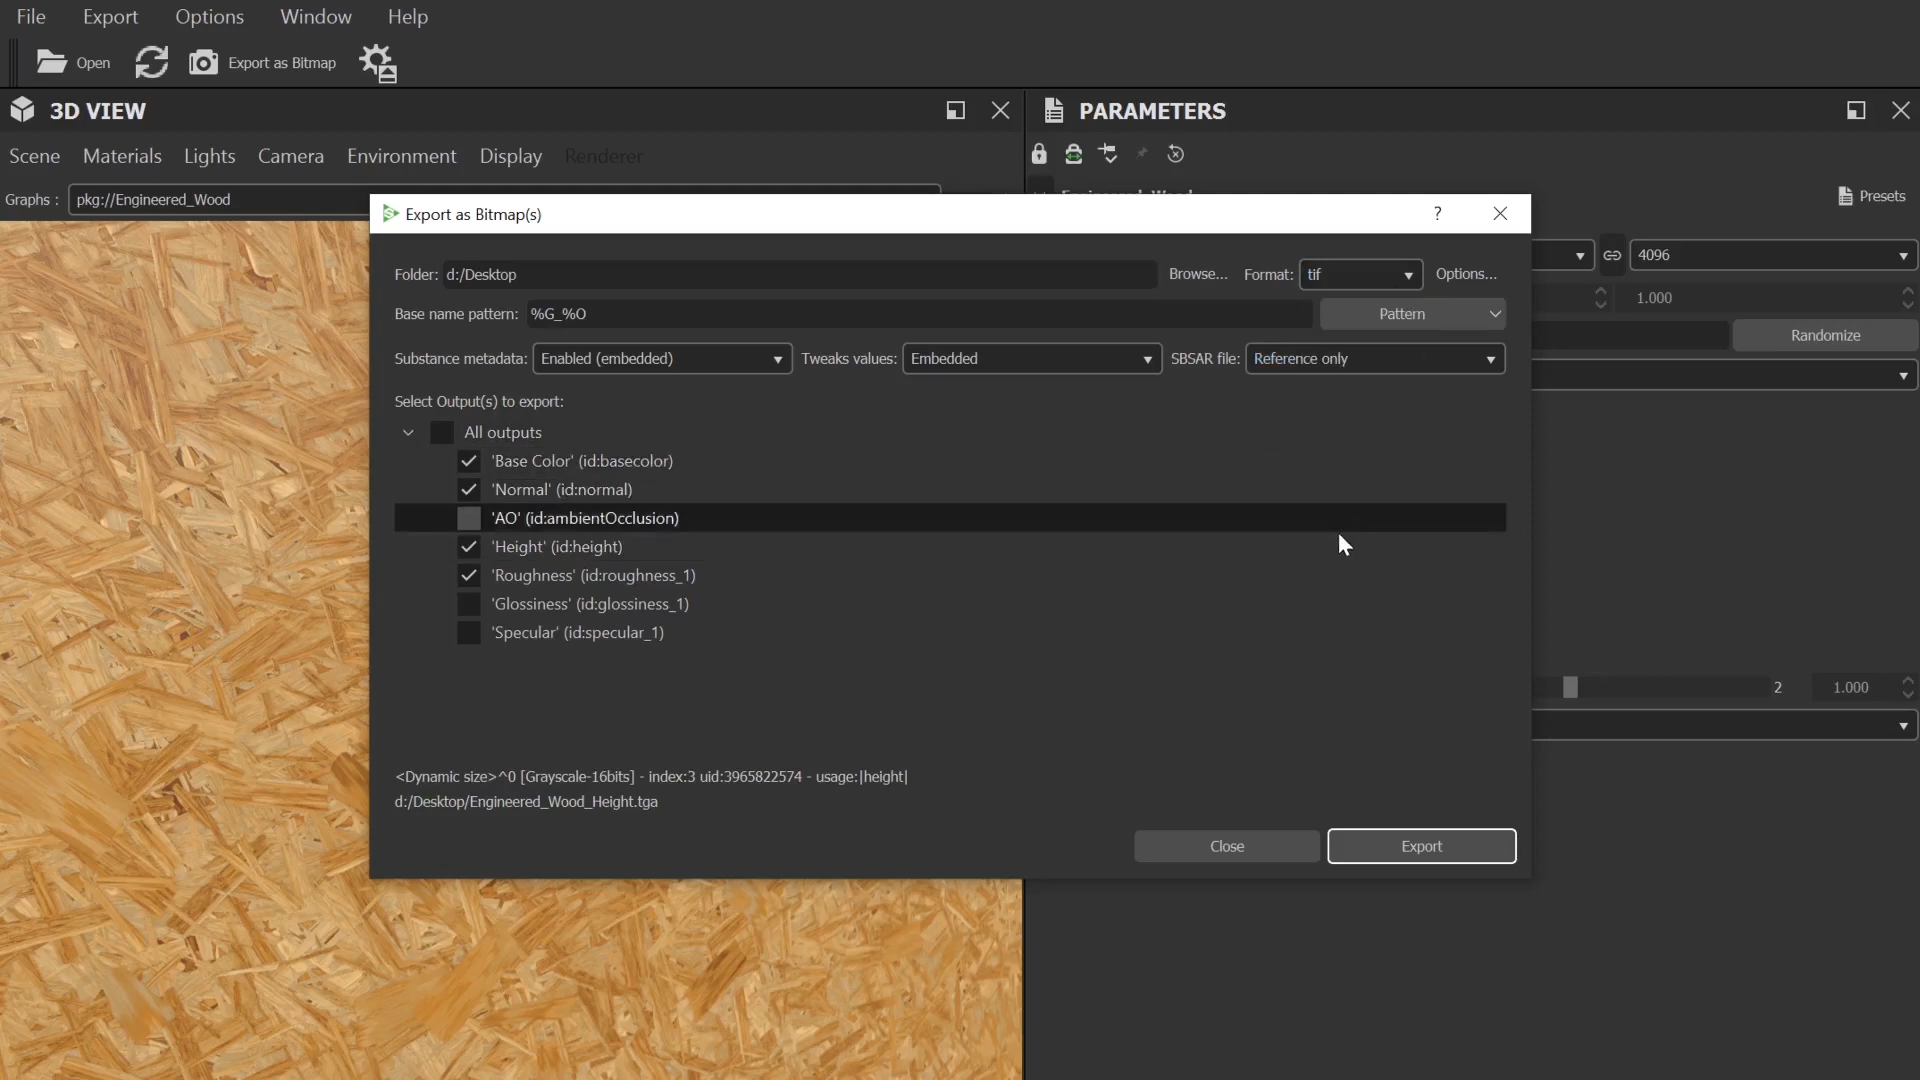 File Export Options Window Help
Open Export as Bitmap
3D VIEW
PARAMETERS
Scene Materials Lights Camera Environment Display Renderer
Graphs : pkg://Engineered_Wood
Engineered_Wood
Presets
Export as Bitmap(s) ?
4096
Folder: d:/Desktop Browse... Format: tif Options...
1.000
Base name pattern: %G_%O Pattern
Randomize
Substance metadata: Enabled (embedded) Tweaks values: Embedded SBSAR file: Reference only
Select Output(s) to export:
All outputs
'Base Color' (id:basecolor)
'Normal' (id:normal)
'AO' (id:ambientOcclusion)
'Height' (id:height)
'Roughness' (id:roughness_1)
'Glossiness' (id:glossiness_1)
'Specular' (id:specular_1)
2 1.000
<Dynamic size>^0 [Grayscale-16bits] - index:3 uid:3965822574 - usage:|height|
d:/Desktop/Engineered_Wood_Height.tga
Close Export